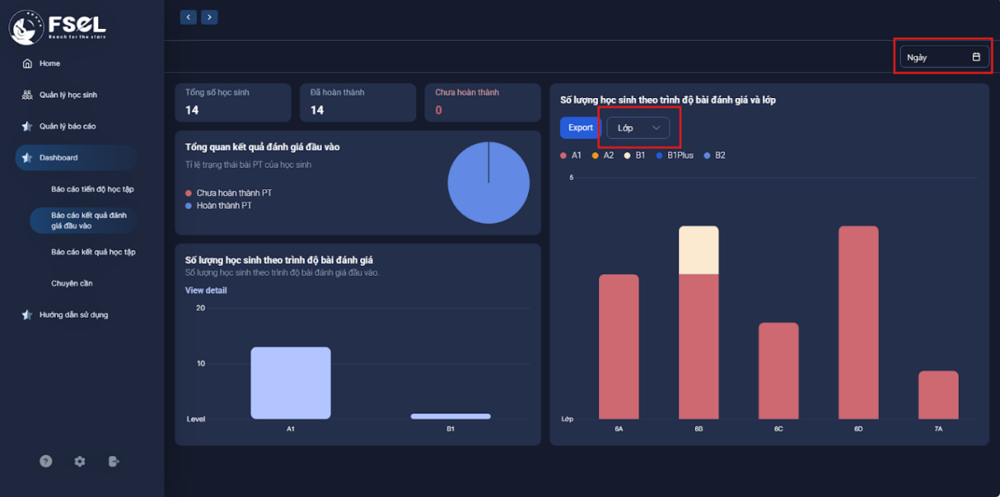 FSEL
Reach for the stars
Home
Quản lý học sinh
Quản lý báo cáo
Dashboard
Báo cáo tiến độ học tập
Báo cáo kết quả đánh
giá đầu vào
Báo cáo kết quả học tập
Chuyên cần
Hướng dẫn sử dụng
Ngày
Tổng số học sinh
14
Đã hoàn thành
14
Chưa hoàn thành
0
Tổng quan kết quả đánh giá đầu vào
Tỉ lệ trạng thái bài PT của học sinh
Chưa hoàn thành PT
Hoàn thành PT
Số lượng học sinh theo trình độ bài đánh giá
Số lượng học sinh theo trình độ bài đánh giá đầu vào.
View detail
20
10
Level
A1 B1
Số lượng học sinh theo trình độ bài đánh giá và lớp
Export Lớp
A1 A2 B1 B1Plus B2
5
Lớp
6A 6B 6C 6D 7A